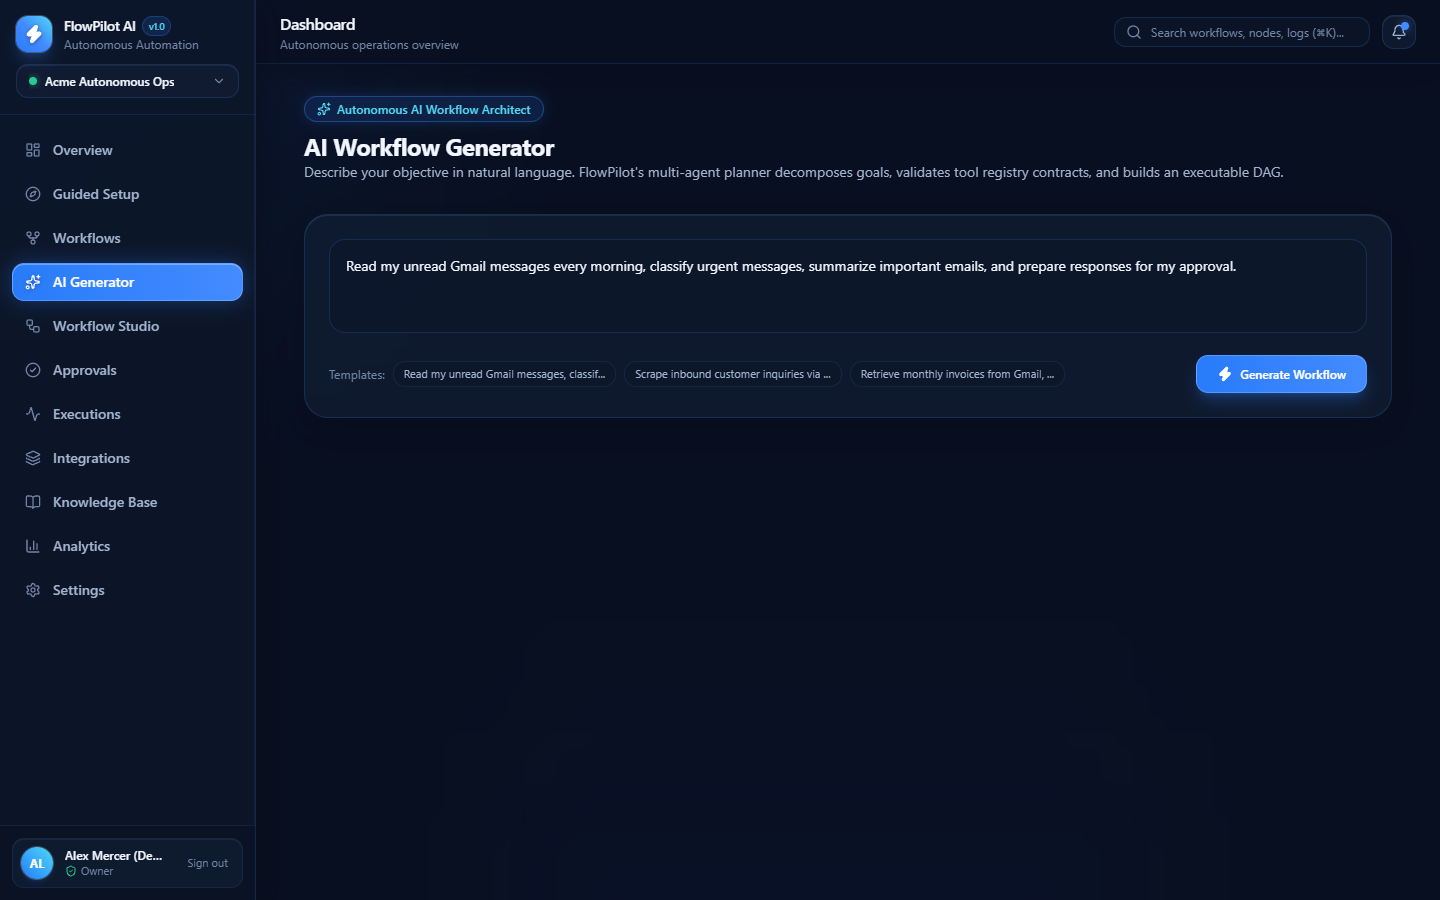 FlowPilot AI v1.0
Autonomous Automation
Acme Autonomous Ops
Overview
Guided Setup
Workflows
AI Generator
Workflow Studio
Approvals
Executions
Integrations
Knowledge Base
Analytics
Settings
AL
Alex Mercer (De...
Owner
Sign out
Dashboard
Autonomous operations overview
Search workflows, nodes, logs (⌘K)...
Autonomous AI Workflow Architect
AI Workflow Generator
Describe your objective in natural language. FlowPilot's multi-agent planner decomposes goals, validates tool registry contracts, and builds an executable DAG.
Read my unread Gmail messages every morning, classify urgent messages, summarize important emails, and prepare responses for my approval.
Templates:
Read my unread Gmail messages, classif...
Scrape inbound customer inquiries via ...
Retrieve monthly invoices from Gmail, ...
Generate Workflow